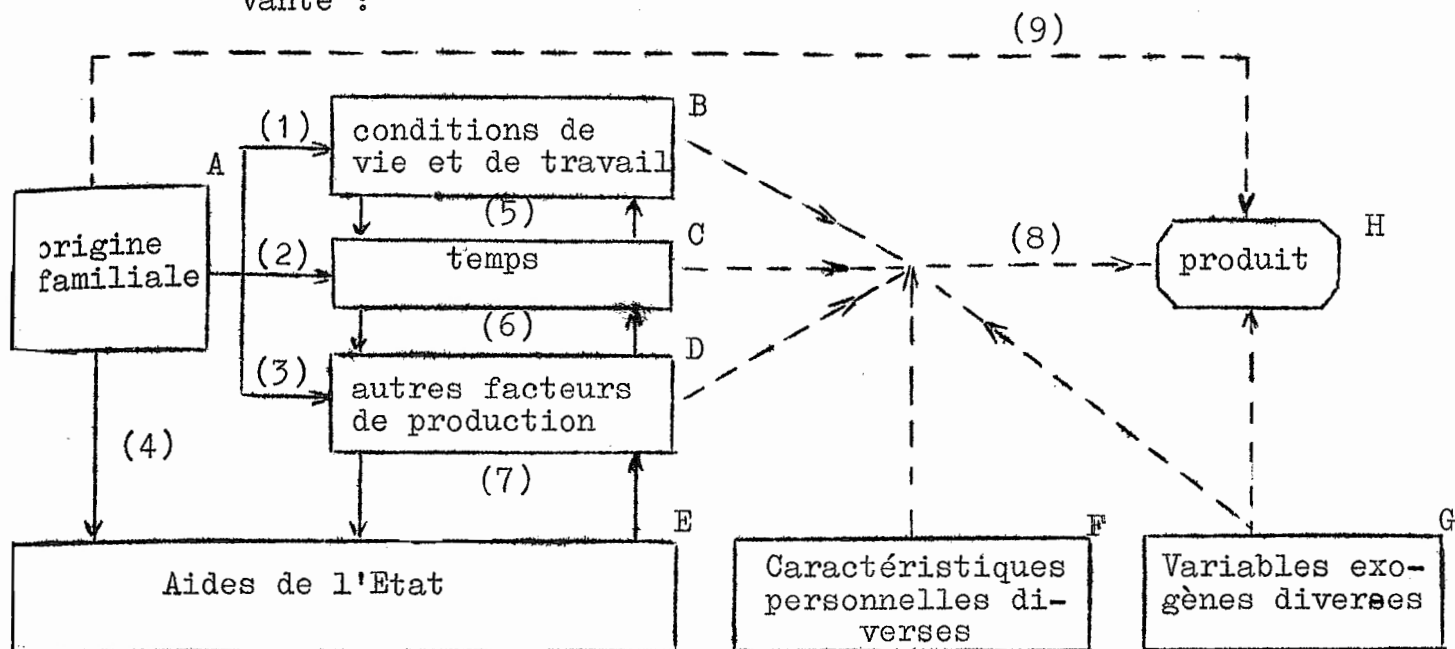 vante :
(9)
B
conditions de
vie et de travail
(1)
A
(5)
C
origine
familiale
(2)
temps
(8)
produit
H
(6)
D
(3)
autres facteurs
de production
(4)
(7)
E
F
G
Aides de l'Etat
Caractéristiques
personnelles di-
verses
Variables exo-
gènes diverses